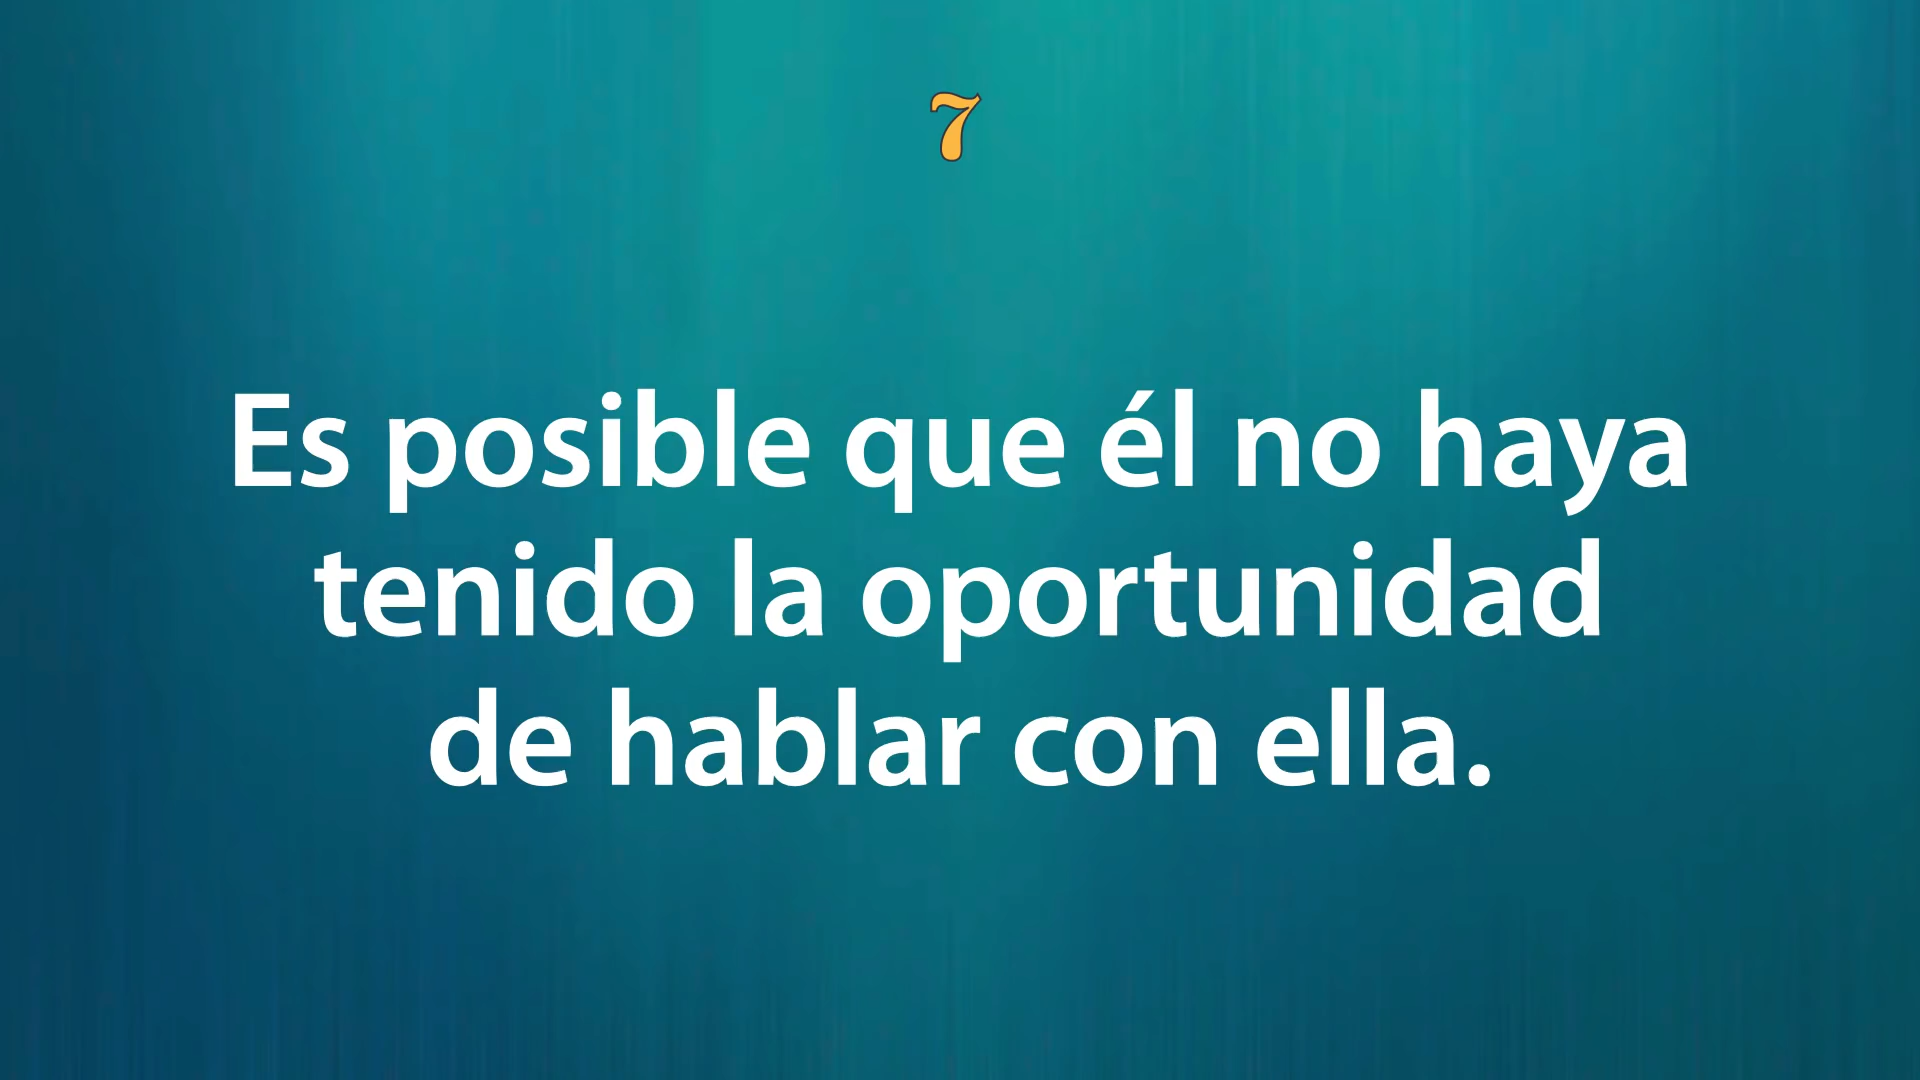 7
Es posible que él no haya
tenido la oportunidad
de hablar con ella.